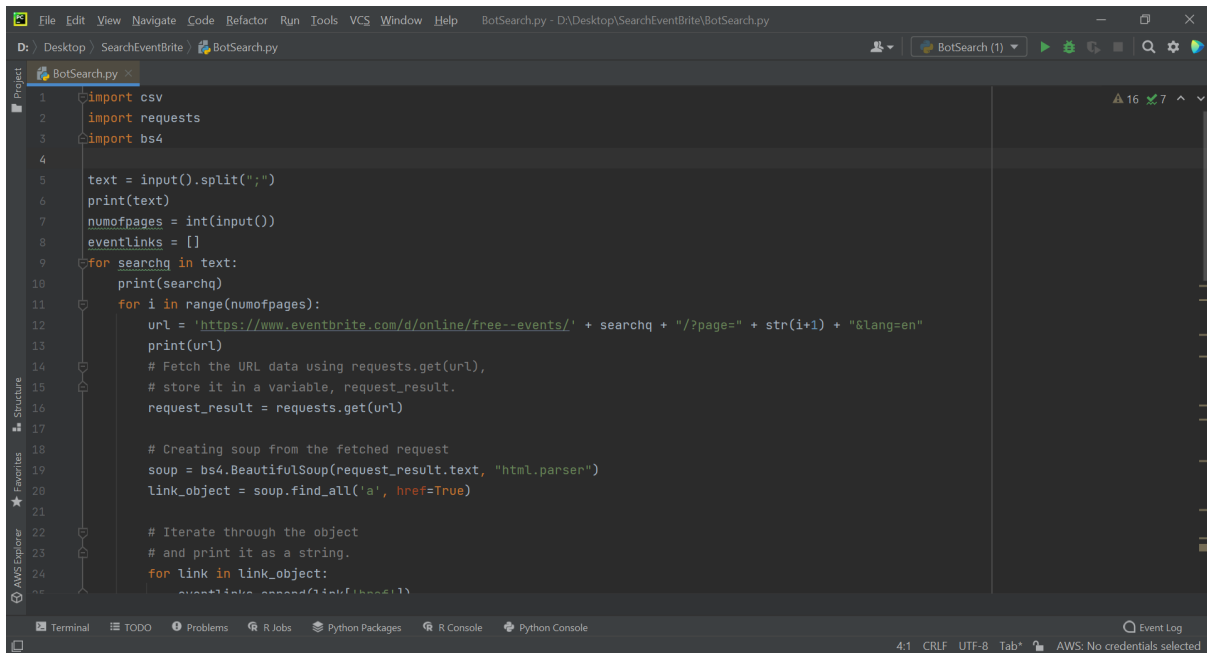 PC File Edit View Navigate Code Refactor Run Tools VCS Window Help BotSearch.py - D:\Desktop\SearchEventBrite\BotSearch.py
D: Desktop SearchEventBrite BotSearch.py BotSearch (1)
BotSearch.py
Project
Structure
Favorites
AWS Explorer
16 7
1 import csv
2 import requests
3 import bs4
4
5 text = input().split(";")
6 print(text)
7 numofpages = int(input())
8 eventlinks = []
9 for searchq in text:
10 print(searchq)
11 for i in range(numofpages):
12 url = 'https://www.eventbrite.com/d/online/free--events/' + searchq + "/?page=" + str(i+1) + "&lang=en"
13 print(url)
14 # Fetch the URL data using requests.get(url),
15 # store it in a variable, request_result.
16 request_result = requests.get(url)
17
18 # Creating soup from the fetched request
19 soup = bs4.BeautifulSoup(request_result.text, "html.parser")
20 link_object = soup.find_all('a', href=True)
21
22 # Iterate through the object
23 # and print it as a string.
24 for link in link_object:
25 eventlinks.append(link['href'])
Terminal TODO Problems R Jobs Python Packages R Console Python Console Event Log
4:1 CRLF UTF-8 Tab* AWS: No credentials selected